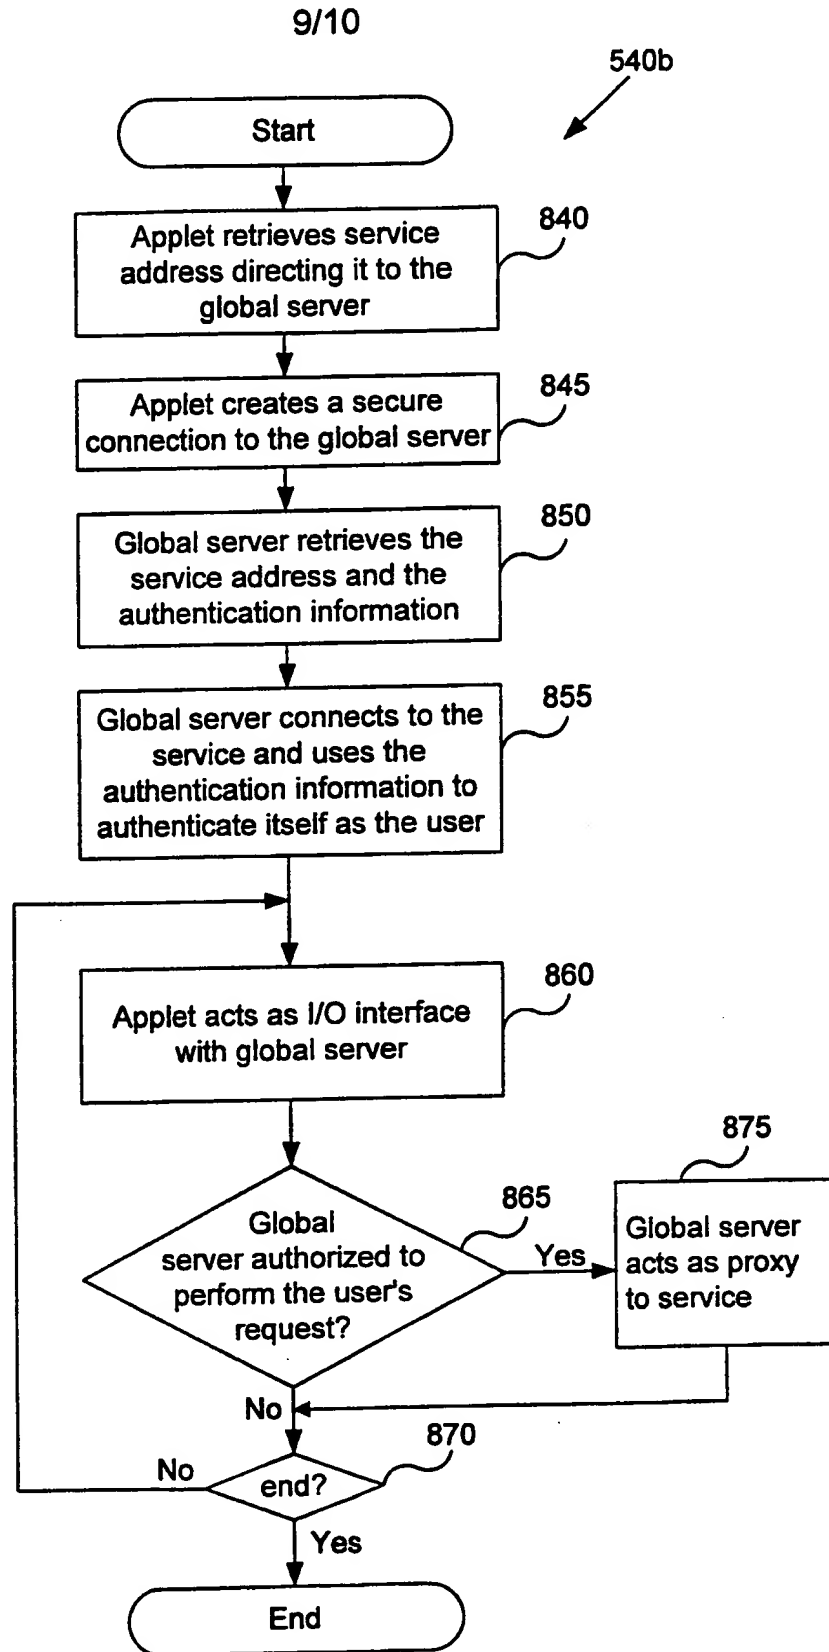 9/10
540b
Start
Applet retrieves service
address directing it to the
global server
840
Applet creates a secure
connection to the global server
845
Global server retrieves the
service address and the
authentication information
850
Global server connects to the
service and uses the
authentication information to
authenticate itself as the user
855
Applet acts as I/O interface
with global server
860
Global
server authorized to
perform the user's
request?
865
Yes
875
Global server
acts as proxy
to service
No
870
end?
No
Yes
End